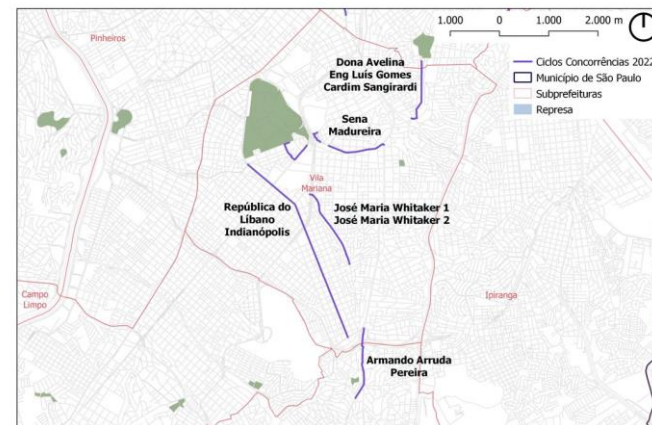 Pinheiros
1.000 0 1.000 2.000 m
Dona Avelina
Eng Luís Gomes
Cardim Sangirardi
Ciclos Concorrências 2022
Município de São Paulo
Subprefeituras
Represa
Sena
Madureira
Vila
Mariana
República do
Líbano
Indianópolis
José Maria Whitaker 1
José Maria Whitaker 2
Campo
Limpo
Ipiranga
Armando Arruda
Pereira